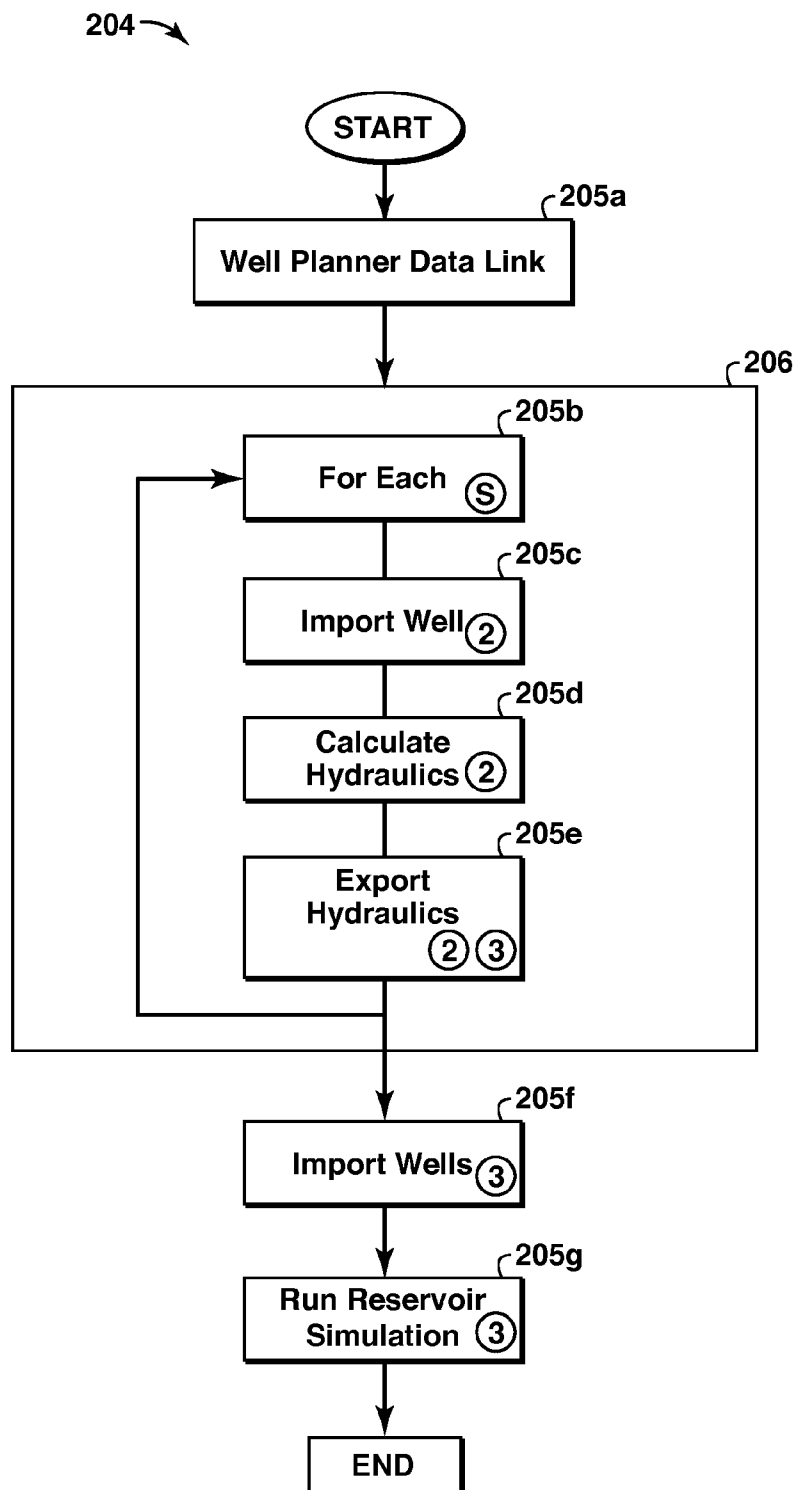 204
START
205a
Well Planner Data Link
206
205b
For Each
S
205c
Import Well
2
205d
Calculate
Hydraulics
2
205e
Export
Hydraulics
2 3
205f
Import Wells
3
205g
Run Reservoir
Simulation
3
END